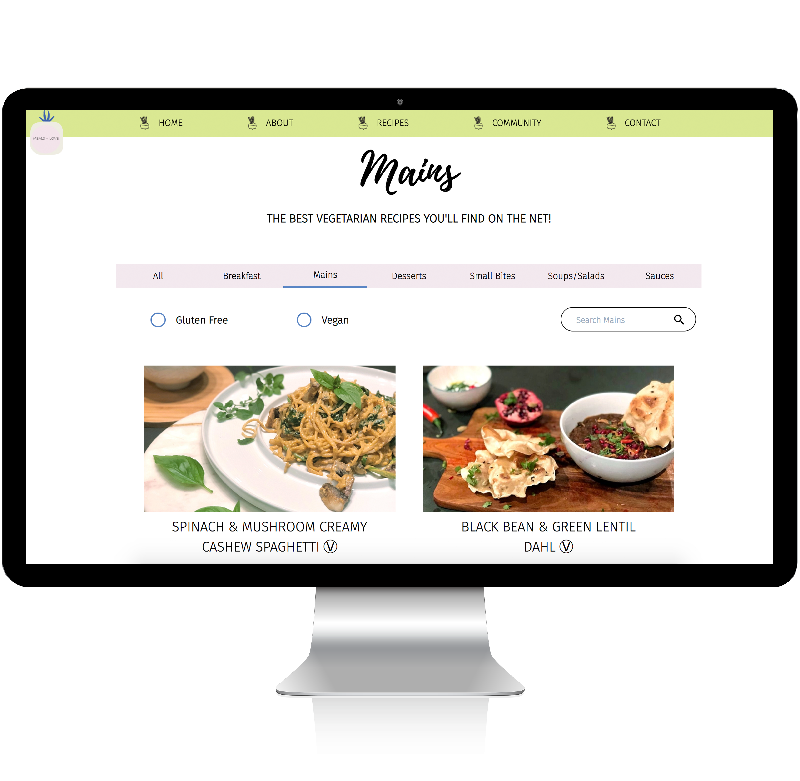 HOME
ABOUT
RECIPES
COMMUNITY
CONTACT
Mains
THE BEST VEGETARIAN RECIPES YOU'LL FIND ON THE NET!
All
Breakfast
Mains
Desserts
Small Bites
Soups/Salads
Sauces
Gluten Free
Vegan
Search Mains
SPINACH & MUSHROOM CREAMY
CASHEW SPAGHETTI Ⓥ
BLACK BEAN & GREEN LENTIL
DAHL Ⓥ